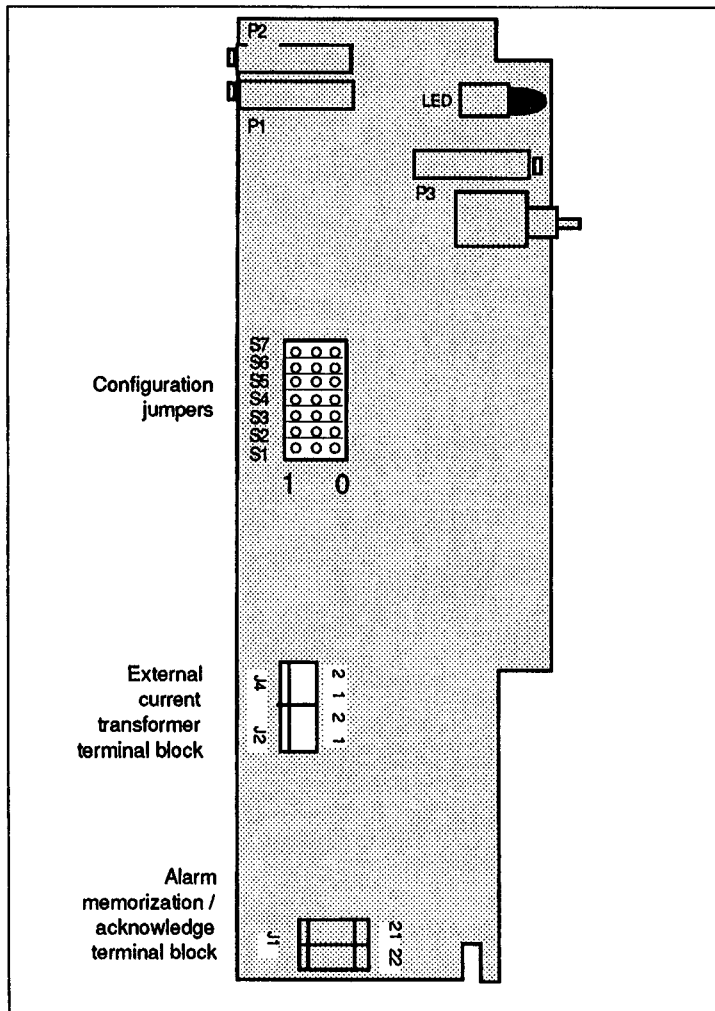 P2
LED
P1
P3
S7
S6
S5
S4
S3
S2
S1
Configuration
jumpers
1 0
External
current
transformer
terminal block
J4
J2
2
1
2
1
Alarm
memorization /
acknowledge
terminal block
J1
21
22